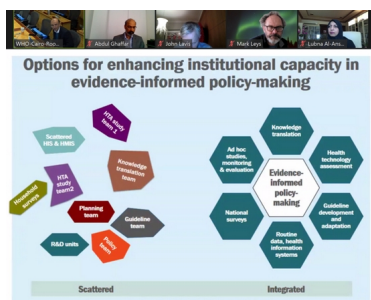 WHO-Cairo-Roo...
Abdul Ghaffar
John Lavis
Mark Leys
Lubna Al-Ans...
Options for enhancing institutional capacity in
evidence-informed policy-making
HTA study
team 1
Scattered
HIS & HMIS
Knowledge
translation
team
HTA
study
team2
Household
surveys
Planning
team
Guideline
team
R&D units
Policy
team
Scattered
Knowledge
translation
Ad hoc
studies,
monitoring
& evaluation
Health
technology
assessment
Evidence-
informed
policy-
making
National
surveys
Guideline
development
and
adaptation
Routine
data, health
information
systems
Integrated